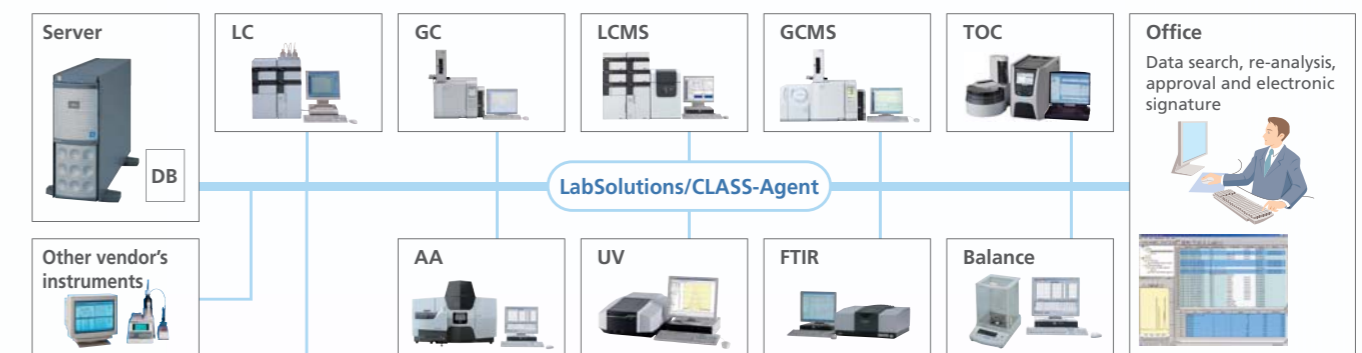 Server
DB
LC
GC
LCMS
GCMS
TOC
Office
Data search, re-analysis,
approval and electronic
signature
LabSolutions/CLASS-Agent
Other vendor's
instruments
AA
UV
FTIR
Balance